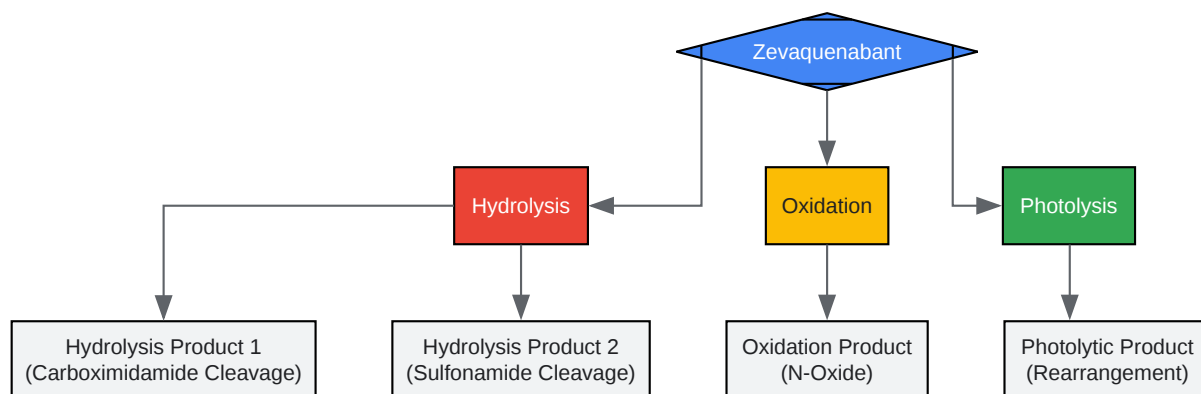 Zevaquenabant
Hydrolysis
Oxidation
Photolysis
Hydrolysis Product 1
(Carboximidamide Cleavage)
Hydrolysis Product 2
(Sulfonamide Cleavage)
Oxidation Product
(N-Oxide)
Photolytic Product
(Rearrangement)